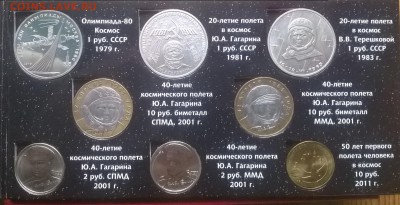 Олимпиада-80
Космос
1 руб. СССР
1979 г.
20-летие полета
в космос
Ю.А. Гагарина
1 руб. СССР
1981 г.
20-летие полета
в космос
В.В. Терешковой
1 руб. СССР
1983 г.
40-летие
космического полета
Ю.А. Гагарина
10 руб. биметалл
СПМД, 2001 г.
40-летие
космического полета
Ю.А. Гагарина
10 руб. биметалл
ММД, 2001 г.
40-летие
космического полета
Ю.А. Гагарина
2 руб. СПМД
2001 г.
40-летие
космического полета
Ю.А. Гагарина
2 руб. ММД
2001 г.
50 лет первого
полета человека
в космос
10 руб.
2011 г.